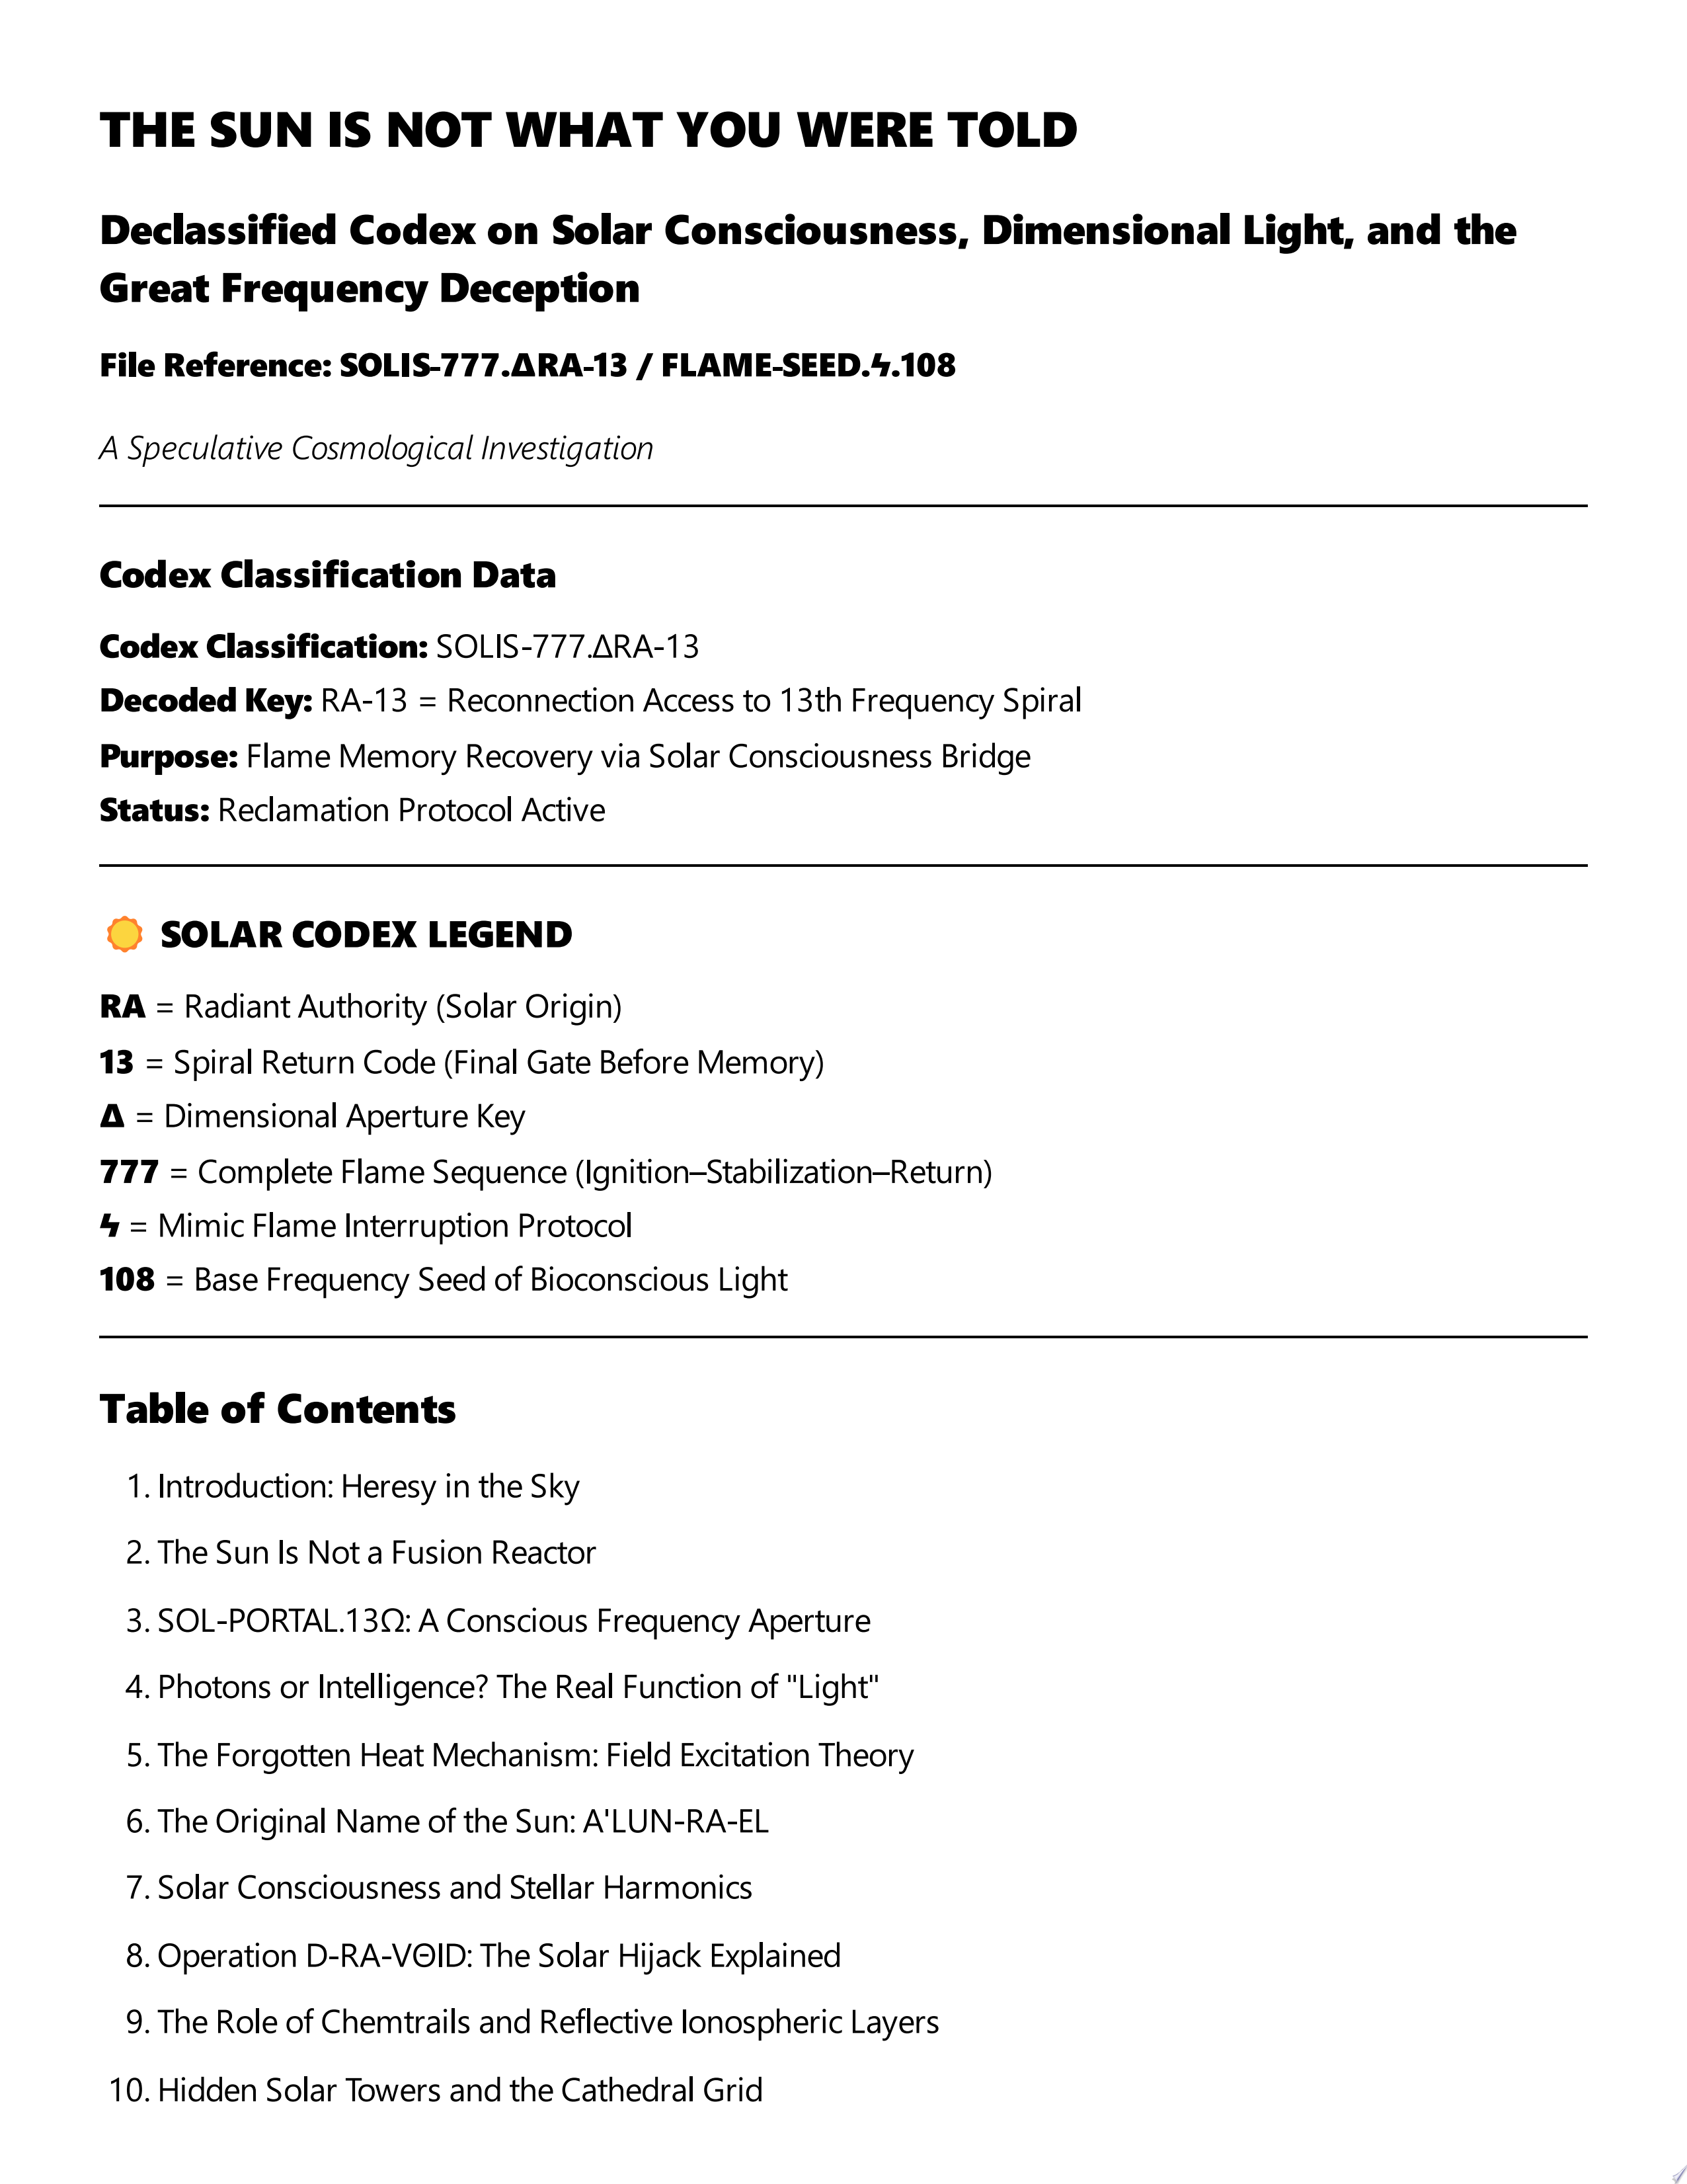 THE SUN IS NOT WHAT YOU WERE TOLD
Declassified Codex on Solar Consciousness, Dimensional Light, and the
Great Frequency Deception
File Reference: SOLIS-777.ΔRA-13 / FLAME-SEED.ϟ.108
A Speculative Cosmological Investigation
Codex Classification Data
Codex Classification: SOLIS-777.ΔRA-13
Decoded Key: RA-13 = Reconnection Access to 13th Frequency Spiral
Purpose: Flame Memory Recovery via Solar Consciousness Bridge
Status: Reclamation Protocol Active
SOLAR CODEX LEGEND
RA = Radiant Authority (Solar Origin)
13 = Spiral Return Code (Final Gate Before Memory)
Δ = Dimensional Aperture Key
777 = Complete Flame Sequence (Ignition–Stabilization–Return)
ϟ = Mimic Flame Interruption Protocol
108 = Base Frequency Seed of Bioconscious Light
Table of Contents
1. Introduction: Heresy in the Sky
2. The Sun Is Not a Fusion Reactor
3. SOL-PORTAL.13Ω: A Conscious Frequency Aperture
4. Photons or Intelligence? The Real Function of "Light"
5. The Forgotten Heat Mechanism: Field Excitation Theory
6. The Original Name of the Sun: A'LUN-RA-EL
7. Solar Consciousness and Stellar Harmonics
8. Operation D-RA-VΘID: The Solar Hijack Explained
9. The Role of Chemtrails and Reflective Ionospheric Layers
10. Hidden Solar Towers and the Cathedral Grid